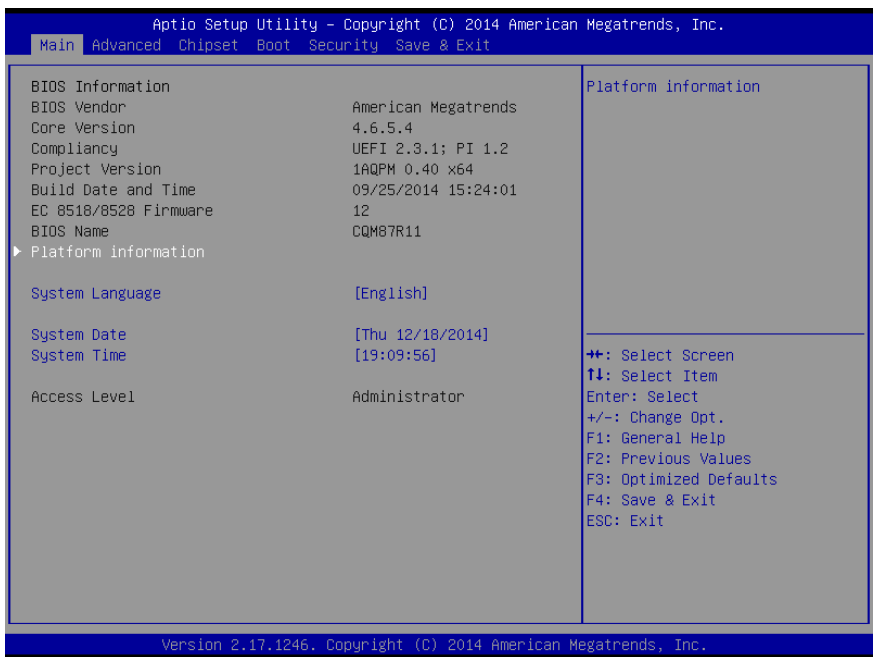 Aptio Setup Utility – Copyright (C) 2014 American Megatrends, Inc.
Main Advanced Chipset Boot Security Save & Exit
BIOS Information
BIOS Vendor American Megatrends
Core Version 4.6.5.4
Compliancy UEFI 2.3.1; PI 1.2
Project Version 1AQPM 0.40 x64
Build Date and Time 09/25/2014 15:24:01
EC 8518/8528 Firmware 12
BIOS Name CQM87R11
Platform information
System Language [English]
System Date [Thu 12/18/2014]
System Time [19:09:56]
Access Level Administrator
Platform information
→←: Select Screen
↑↓: Select Item
Enter: Select
+/-: Change Opt.
F1: General Help
F2: Previous Values
F3: Optimized Defaults
F4: Save & Exit
ESC: Exit
Version 2.17.1246. Copyright (C) 2014 American Megatrends, Inc.